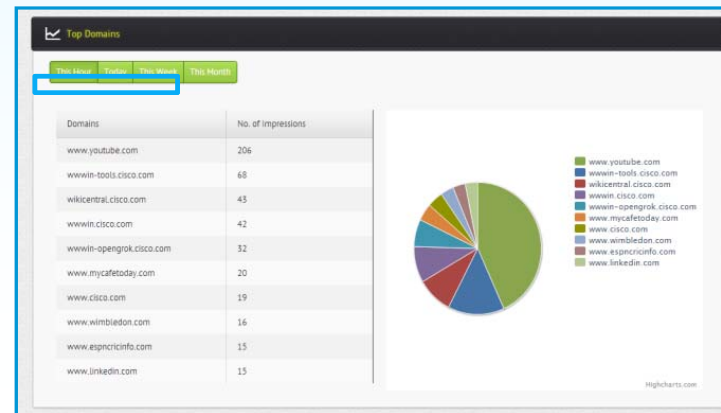 Top Domains
This Hour Today This Week This Month
Domains No. of Impressions
www.youtube.com 206
wwwin-tools.cisco.com 68
wikicentral.cisco.com 43
wwwin.cisco.com 42
wwwin-opengrok.cisco.com 32
www.mycafetoday.com 20
www.cisco.com 19
www.wimbledon.com 16
www.espncricinfo.com 15
www.linkedin.com 15
www.youtube.com
wwwin-tools.cisco.com
wikicentral.cisco.com
wwwin.cisco.com
wwwin-opengrok.cisco.com
www.mycafetoday.com
www.cisco.com
www.wimbledon.com
www.espncricinfo.com
www.linkedin.com
Highcharts.com